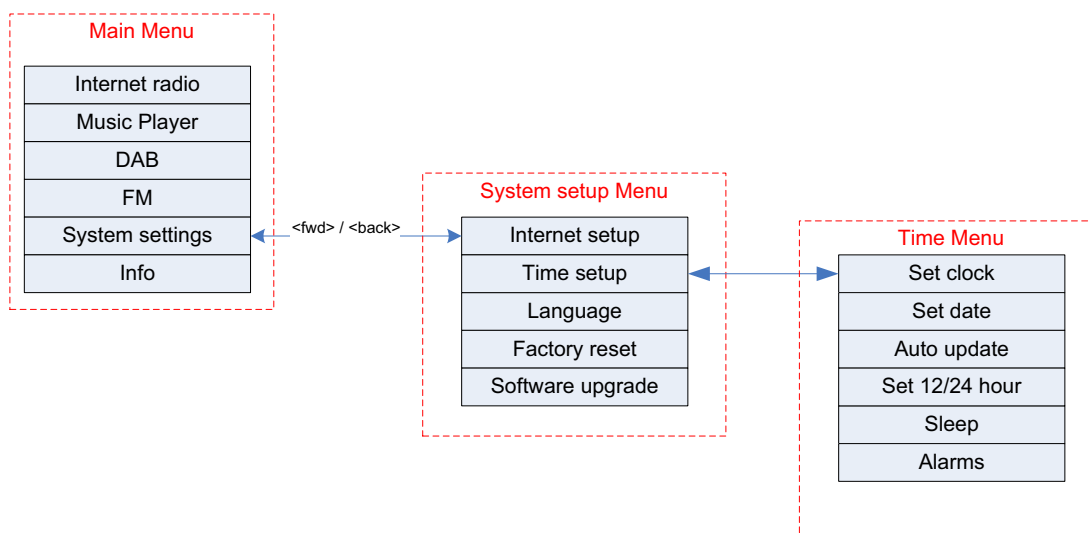 Main Menu
Internet radio
Music Player
DAB
FM
System settings
Info
<fwd> / <back>
System setup Menu
Internet setup
Time setup
Language
Factory reset
Software upgrade
Time Menu
Set clock
Set date
Auto update
Set 12/24 hour
Sleep
Alarms